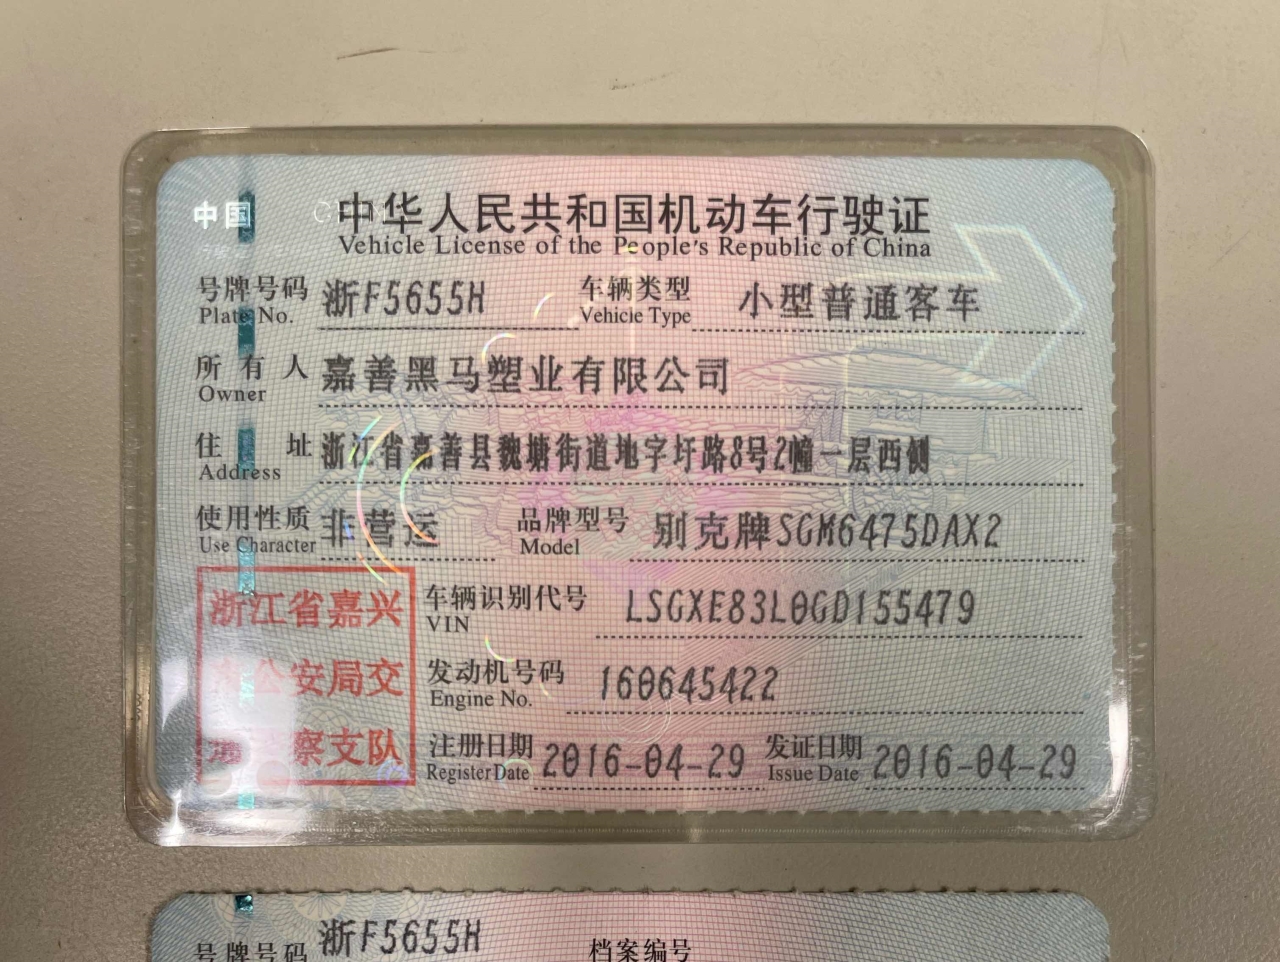 中国 CHINA
中华人民共和国机动车行驶证
Vehicle License of the People's Republic of China
号牌号码 浙F5655H 车辆类型 小型普通客车
Plate No. Vehicle Type
所有人 嘉善黑马塑业有限公司
Owner
住址 浙江省嘉善县魏塘街道地字圩路8号2幢一层西侧
Address
使用性质 非营运 品牌型号 别克牌SGM6475DAX2
Use Character Model
浙江省嘉兴
公安局交
察支队
车辆识别代号 LSGXE83L0GD155479
VIN
发动机号码 160645422
Engine No.
注册日期 2016-04-29 发证日期 2016-04-29
Register Date Issue Date
号牌号码 浙F5655H 档案编号